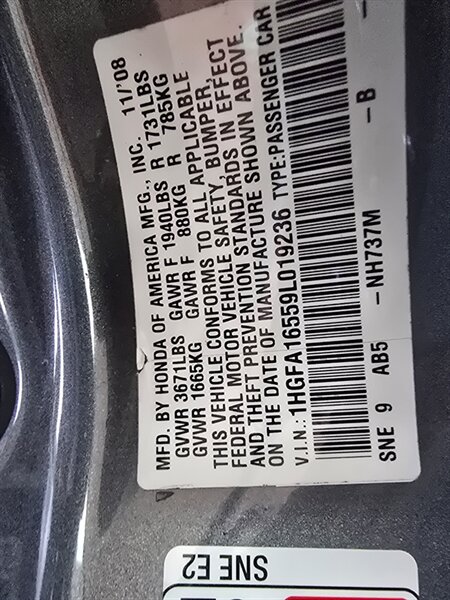 MFD. BY HONDA OF AMERICA MFG., INC. 11/'08
GVWR 3671LBS GAWR F 1940LBS R 1731LBS
GVWR 1665KG GAWR F 880KG R 785KG
THIS VEHICLE CONFORMS TO ALL APPLICABLE
FEDERAL MOTOR VEHICLE SAFETY, BUMPER,
AND THEFT PREVENTION STANDARDS IN EFFECT
ON THE DATE OF MANUFACTURE SHOWN ABOVE.
V.I.N.: 1HGFA16559L019236 TYPE:PASSENGER CAR
SNE 9 AB5 -NH737M -B -
SNE E2